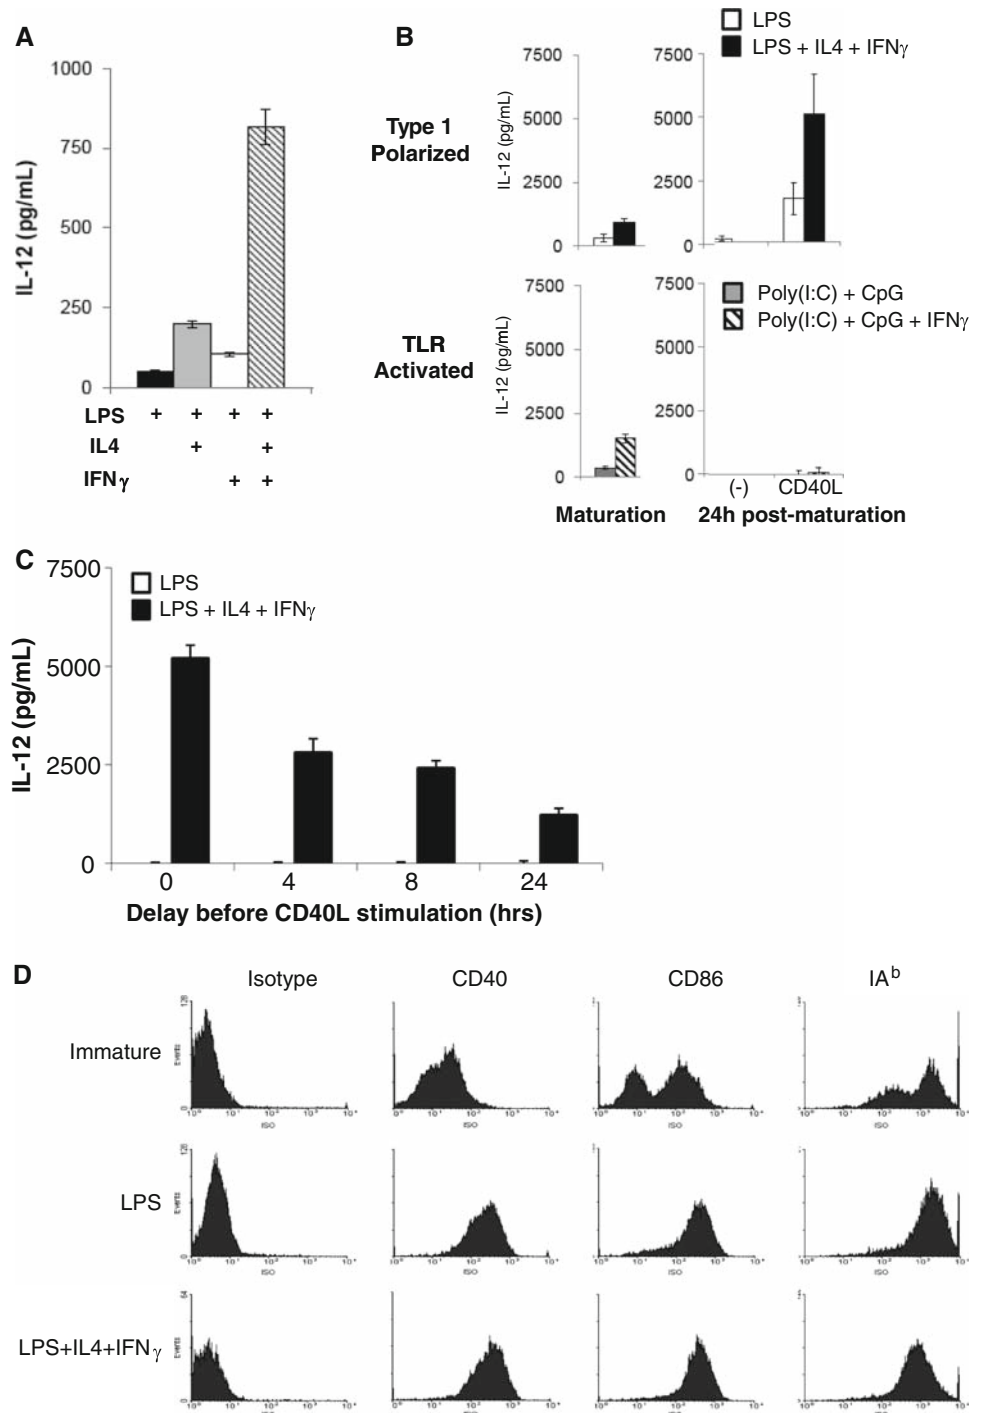 A
IL-12 (pg/mL)
1000
750
500
250
0
LPS + + + +
IL4 + +
IFNγ + +
B
LPS
LPS + IL4 + IFNγ
Type 1
Polarized
IL-12 (pg/mL)
7500
5000
2500
0
7500
5000
2500
0
TLR
Activated
IL-12 (pg/mL)
7500
5000
2500
0
7500
5000
2500
0
Poly(I:C) + CpG
Poly(I:C) + CpG + IFNγ
(-) CD40L
Maturation 24h post-maturation
C
IL-12 (pg/mL)
7500
5000
2500
0
LPS
LPS + IL4 + IFNγ
0 4 8 24
Delay before CD40L stimulation (hrs)
D
Isotype CD40 CD86 IAᵇ
Immature
LPS
LPS+IL4+IFNγ